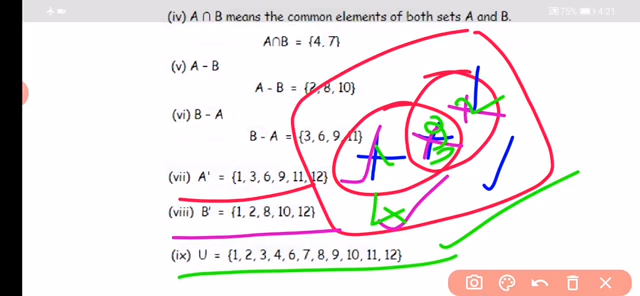 75% 4:21
(iv) A ∩ B means the common elements of both sets A and B.
A∩B = {4, 7}
(v) A - B
A - B = {2, 8, 10}
(vi) B - A
B - A = {3, 6, 9, 11}
(vii) A' = {1, 3, 6, 9, 11, 12}
(viii) B' = {1, 2, 8, 10, 12}
(ix) U = {1, 2, 3, 4, 6, 7, 8, 9, 10, 11, 12}